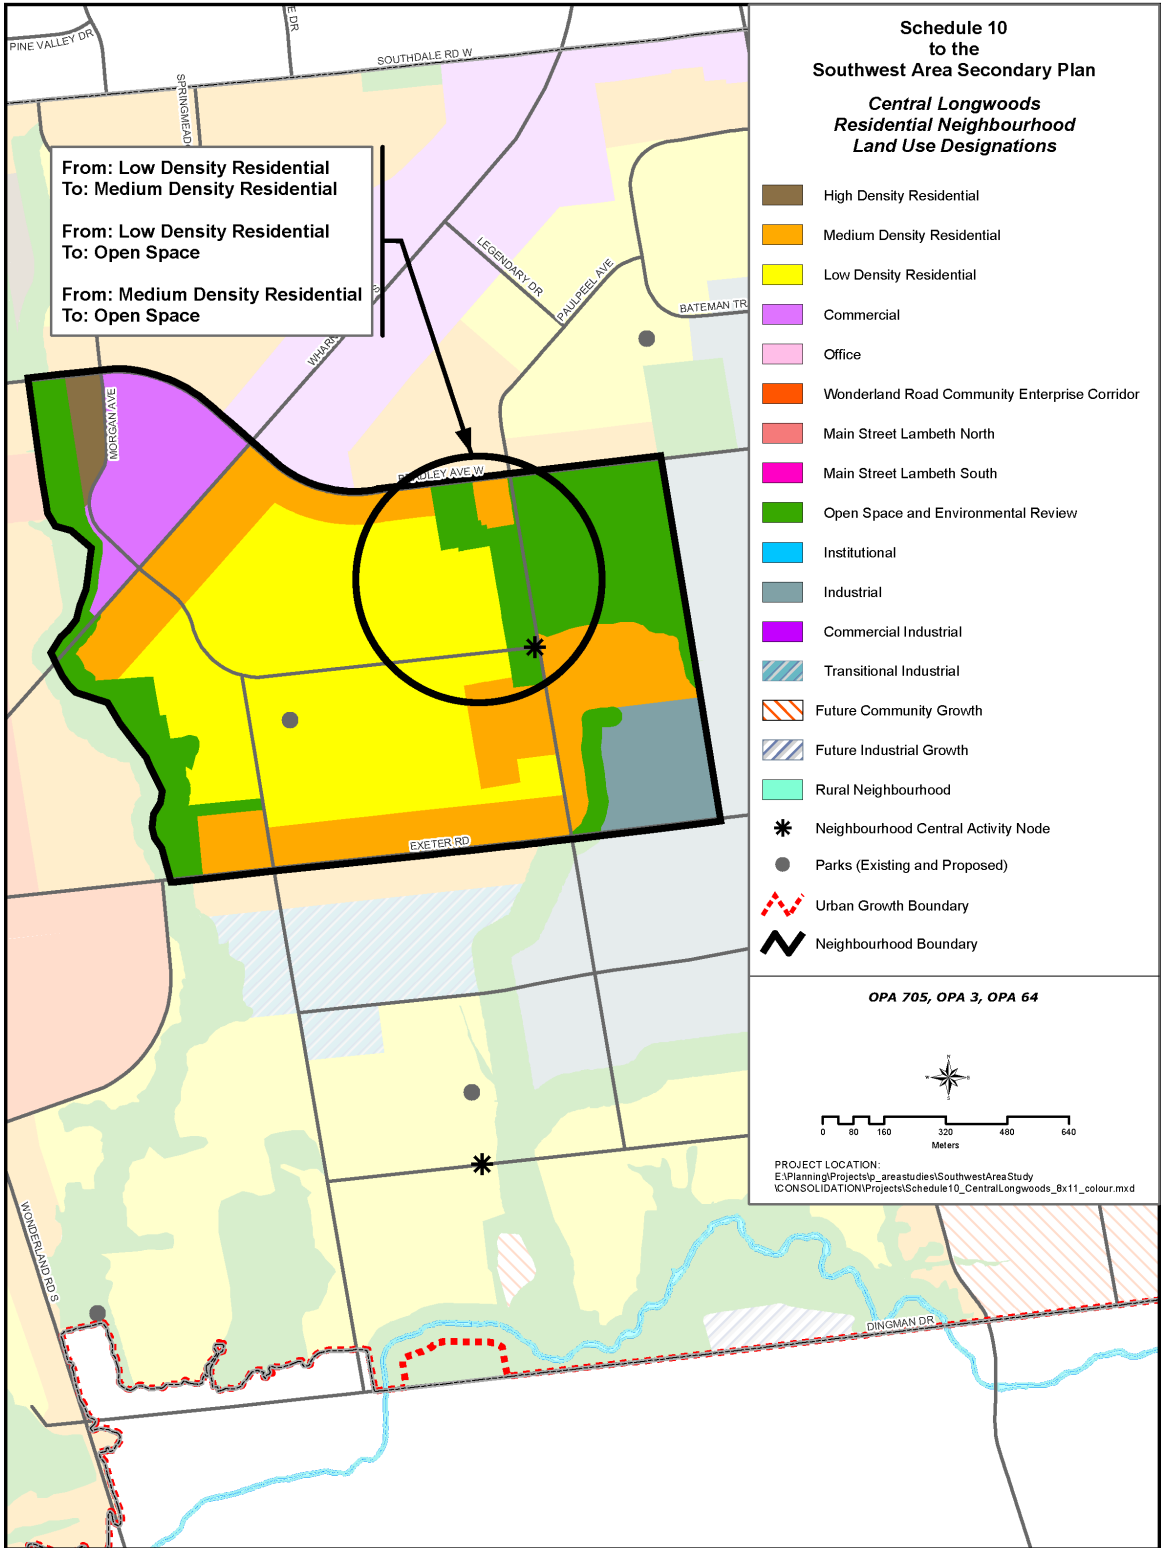 Schedule 10
to the
Southwest Area Secondary Plan
Central Longwoods
Residential Neighbourhood
Land Use Designations
High Density Residential
Medium Density Residential
Low Density Residential
Commercial
Office
Wonderland Road Community Enterprise Corridor
Main Street Lambeth North
Main Street Lambeth South
Open Space and Environmental Review
Institutional
Industrial
Commercial Industrial
Transitional Industrial
Future Community Growth
Future Industrial Growth
Rural Neighbourhood
Neighbourhood Central Activity Node
Parks (Existing and Proposed)
Urban Growth Boundary
Neighbourhood Boundary
OPA 705, OPA 3, OPA 64
N
W E
S
0 80 160 320 480 640
Meters
PROJECT LOCATION:
E:\Planning\Projects\p_areastudies\SouthwestAreaStudy
\CONSOLIDATION\Projects\Schedule10_CentralLongwoods_8x11_colour.mxd
PINE VALLEY DR
E DR
SOUTHDALE RD W
SPRINGMEAD
From: Low Density Residential
To: Medium Density Residential
From: Low Density Residential
To: Open Space
From: Medium Density Residential
To: Open Space
LEGENDARY DR
PAULPEEL AVE
BATEMAN TR
WHARN
MORGAN AVE
DLEY AVE W
EXETER RD
WONDERLAND RD S
DINGMAN DR